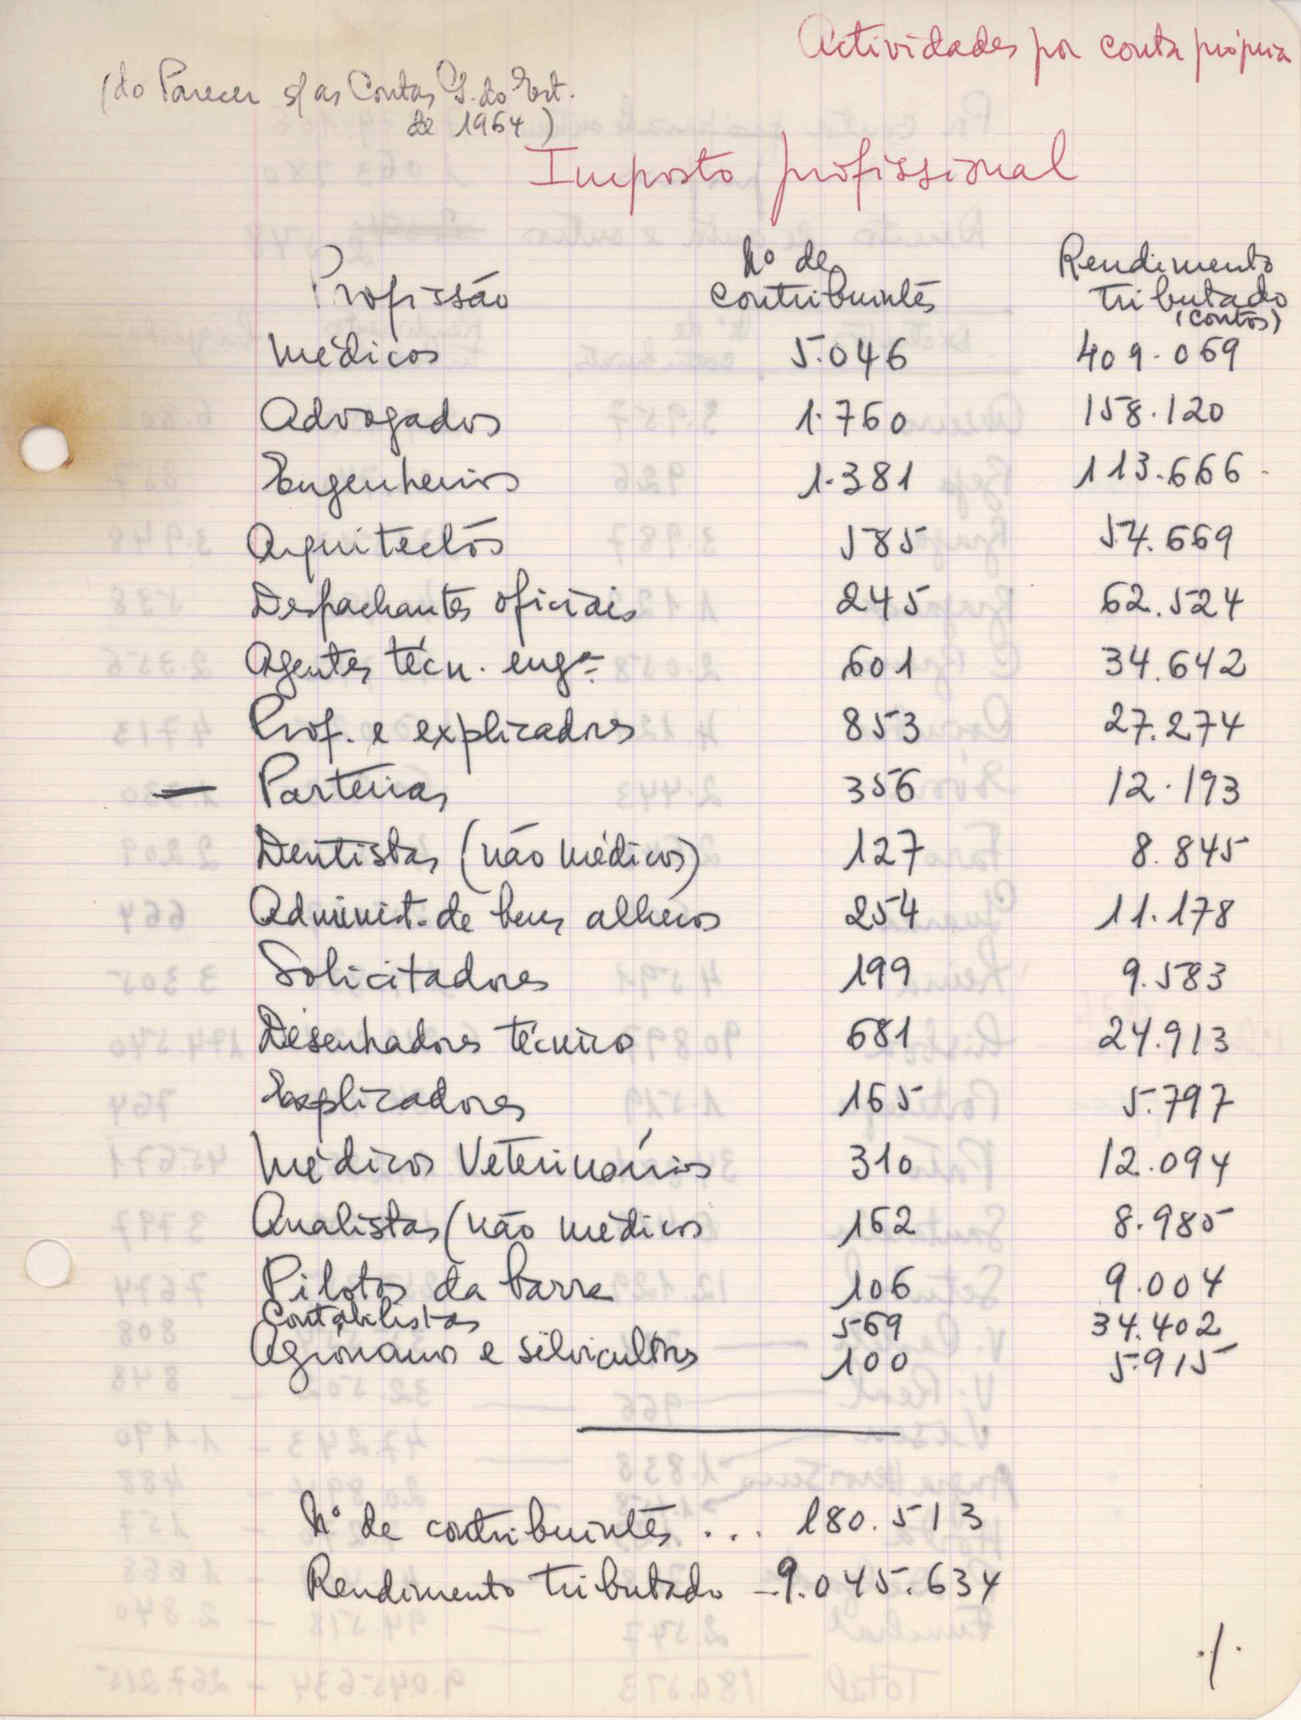 Actividades por conta própria
(do Parecer s/ as Contas G. do Est.
de 1964)
Imposto profissional
Profissão Nº de contribuintes Rendimento tributado (contos)
Médicos 5.046 409.069
Advogados 1.760 158.120
Engenheiros 1.381 113.666
Arquitectos 585 54.669
Despachantes oficiais 245 62.524
Agentes técn. engª 601 34.642
Prof. e explicadores 853 27.274
— Parteiras 356 12.193
Dentistas (não médicos) 127 8.845
Administ. de bens alheios 254 11.178
Solicitadores 199 9.583
Desenhadores técnico 681 24.913
Explicadores 165 5.797
Médicos Veterinários 310 12.094
Analistas (não médicos 162 8.985
Pilotos da barra 106 9.004
Contabilistas 569 34.402
Agrónomos e silvicultores 100 5.915
Nº de contribuintes ... 180.513
Rendimento tributado – 9.045.634
./.